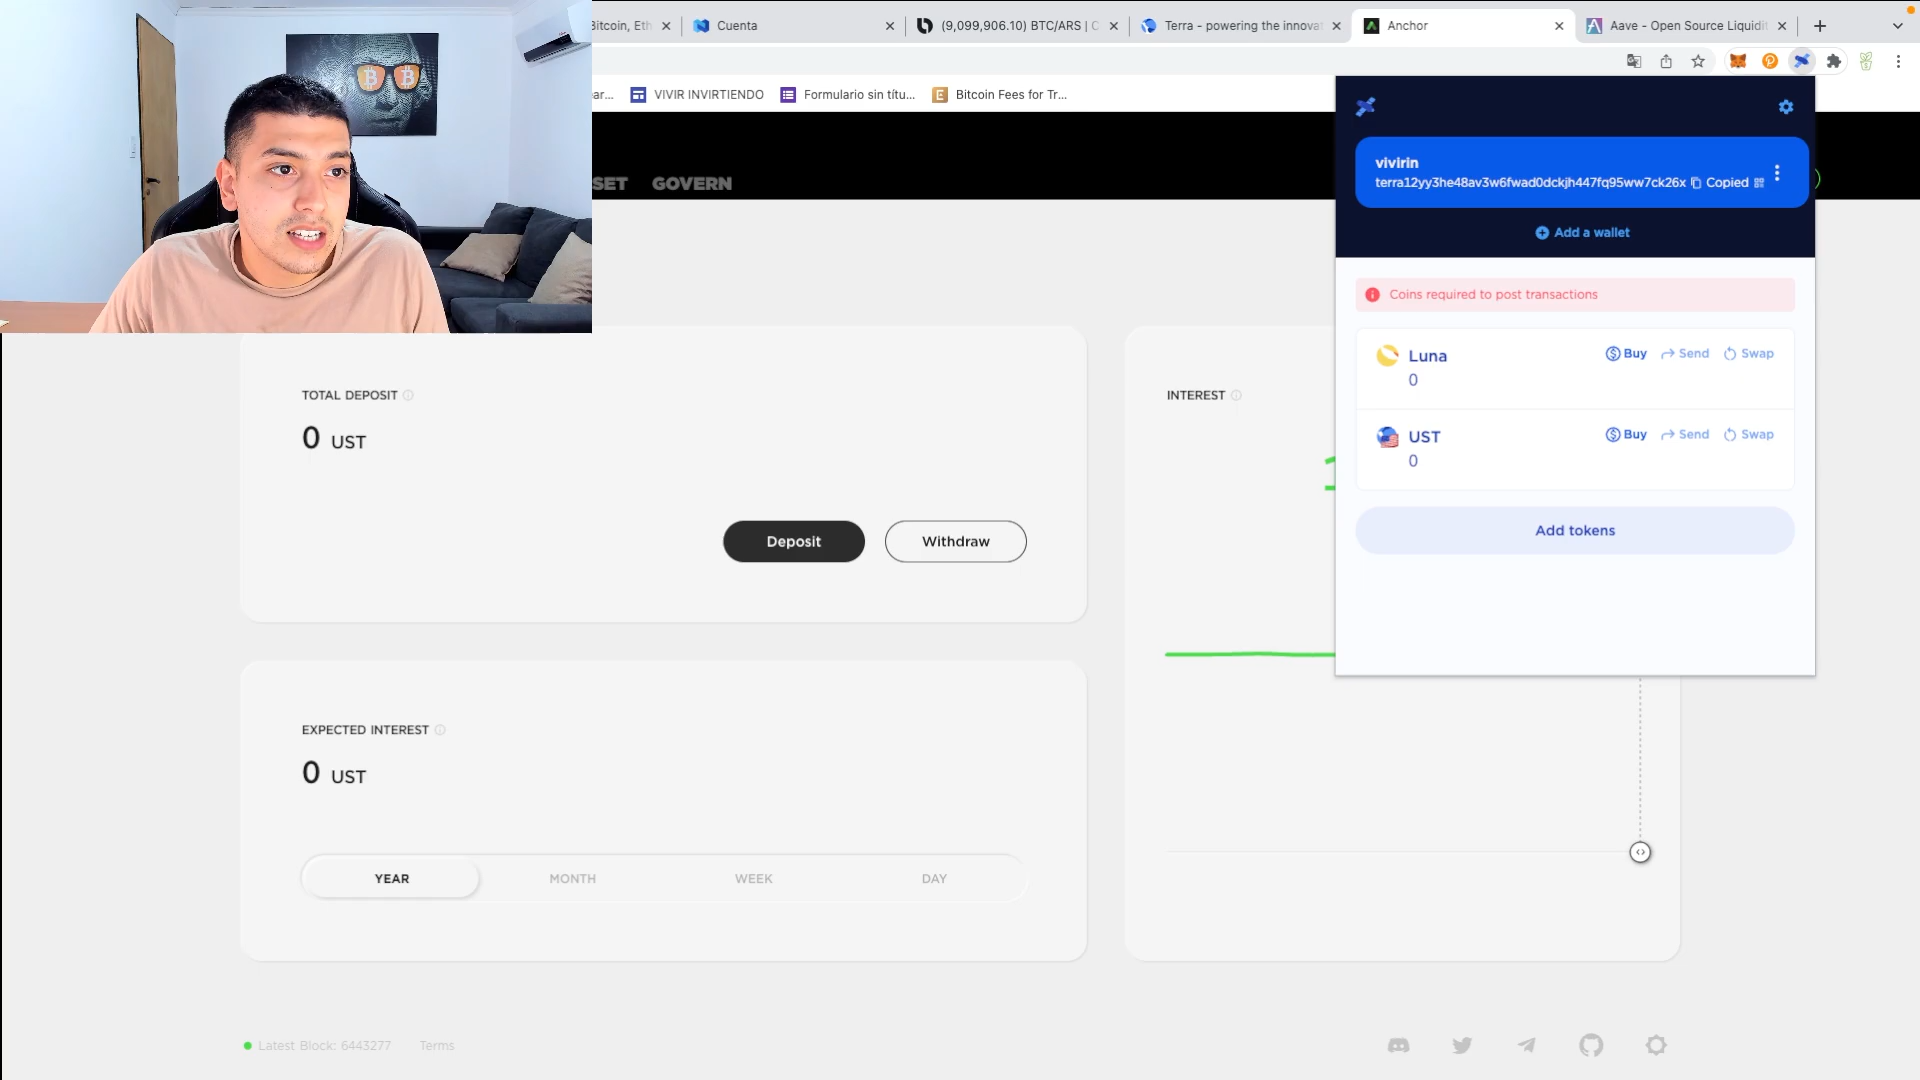 Bitcoin, Eth
Cuenta
(9,099,906.10) BTC/ARS | C
Terra - powering the innova
Anchor
Aave - Open Source Liquidit
ar...
VIVIR INVIRTIENDO
Formulario sin títu...
Bitcoin Fees for Tr...
SET
GOVERN
vivirin
terra12yy3he48av3w6fwad0dckjh447fq95ww7ck26x Copied
Add a wallet
Coins required to post transactions
Luna
0
Buy Send Swap
UST
0
Buy Send Swap
Add tokens
TOTAL DEPOSIT
0 UST
Deposit
Withdraw
INTEREST
EXPECTED INTEREST
0 UST
YEAR
MONTH
WEEK
DAY
Latest Block: 6443277
Terms